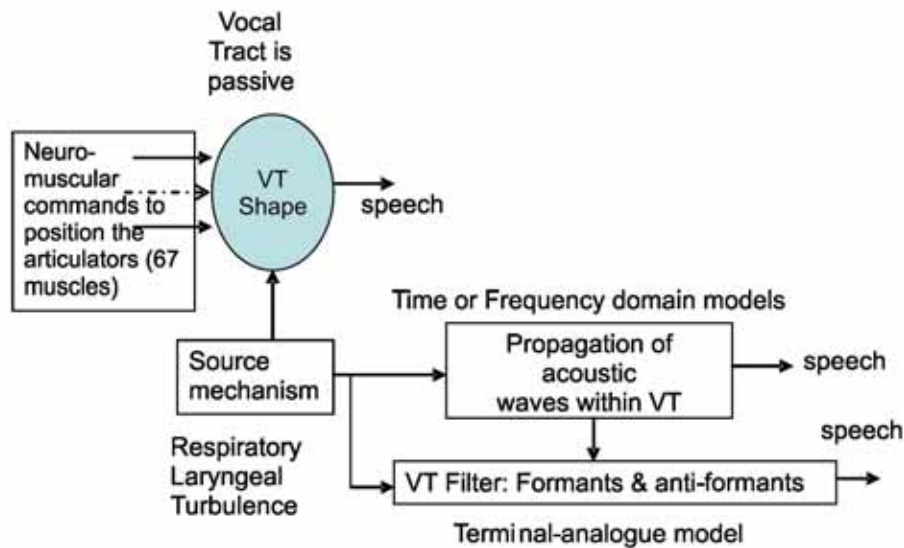 Vocal
Tract is
passive
Neuro-
muscular
commands to
position the
articulators (67
muscles)
VT
Shape
speech
Time or Frequency domain models
Source
mechanism
Propagation of
acoustic
waves within VT
speech
Respiratory
Laryngeal
Turbulence
speech
VT Filter: Formants & anti-formants
Terminal-analogue model